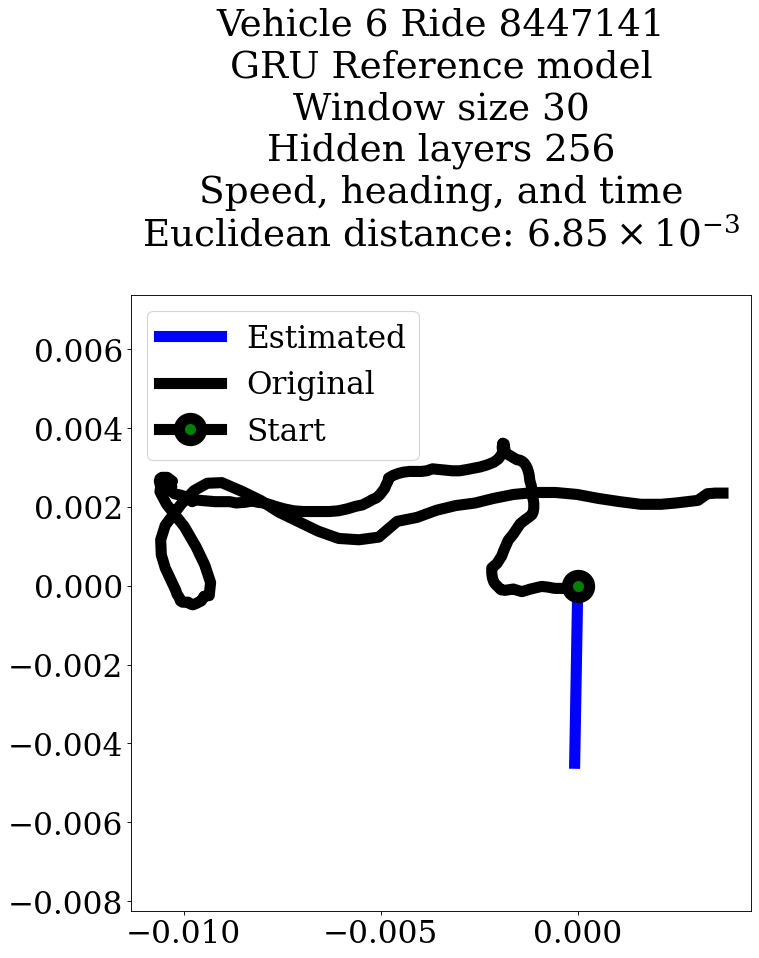 Vehicle 6 Ride 8447141
GRU Reference model
Window size 30
Hidden layers 256
Speed, heading, and time
Euclidean distance: 6.85 × 10⁻³
Estimated
Original
Start
0.006
0.004
0.002
0.000
−0.002
−0.004
−0.006
−0.008
−0.010
−0.005
0.000